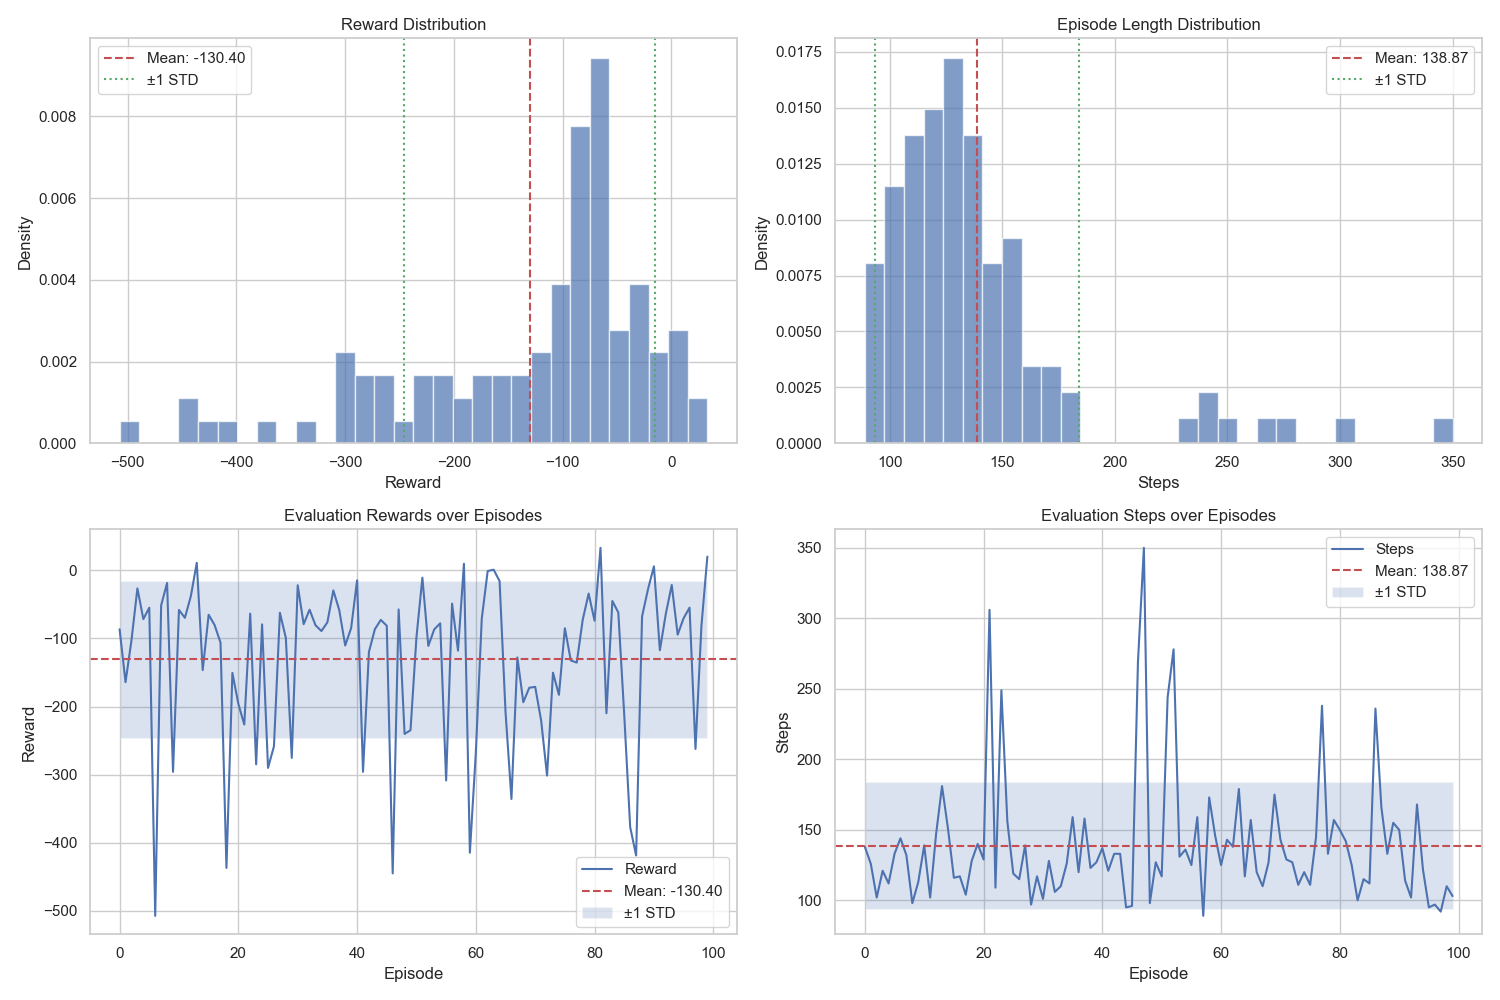 Reward Distribution
Mean: -130.40
±1 STD
Density
0.008
0.006
0.004
0.002
0.000
−500
−400
−300
−200
−100
0
Reward
Episode Length Distribution
Mean: 138.87
±1 STD
Density
0.0175
0.0150
0.0125
0.0100
0.0075
0.0050
0.0025
0.0000
100
150
200
250
300
350
Steps
Evaluation Rewards over Episodes
Reward
0
−100
−200
−300
−400
−500
Reward
Mean: -130.40
±1 STD
0
20
40
60
80
100
Episode
Evaluation Steps over Episodes
Steps
Mean: 138.87
±1 STD
Steps
350
300
250
200
150
100
0
20
40
60
80
100
Episode